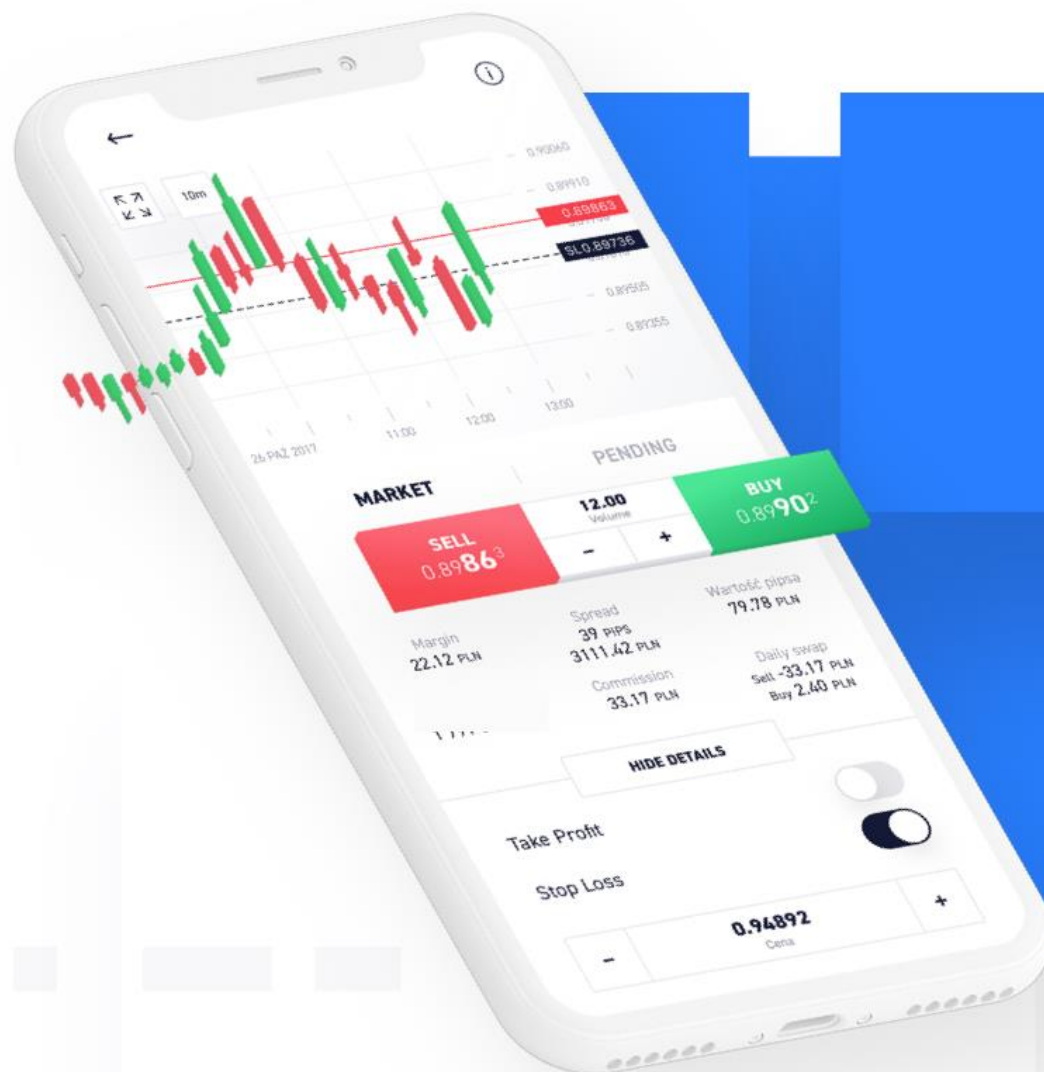 10m
0.90060
0.89910
0.89863
SL0.89736
0.89505
0.89355
26 PAŹ 2017
11:00
12:00
13:00
MARKET
PENDING
SELL
0.89863
12.00
Volume
-
+
BUY
0.89902
Margin
22.12 PLN
Spread
39 PIPS
3111.42 PLN
Wartość pipsa
79.78 PLN
Commission
33.17 PLN
Daily swap
Sell -33.17 PLN
Buy 2.40 PLN
HIDE DETAILS
Take Profit
Stop Loss
-
0.94892
Cena
+